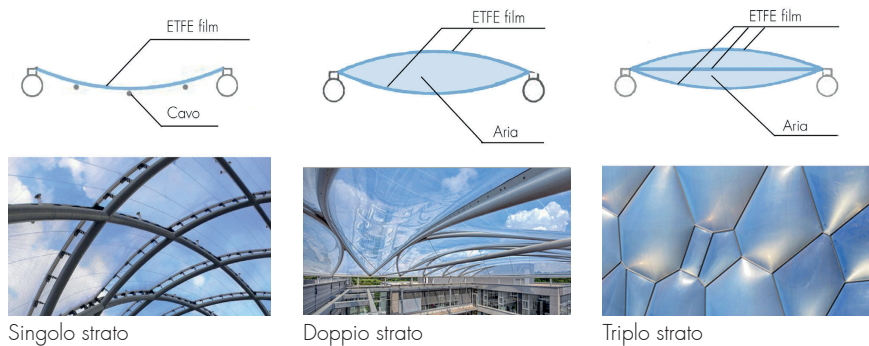 ETFE film
Cavo
Singolo strato
ETFE film
Aria
Doppio strato
ETFE film
Aria
Triplo strato